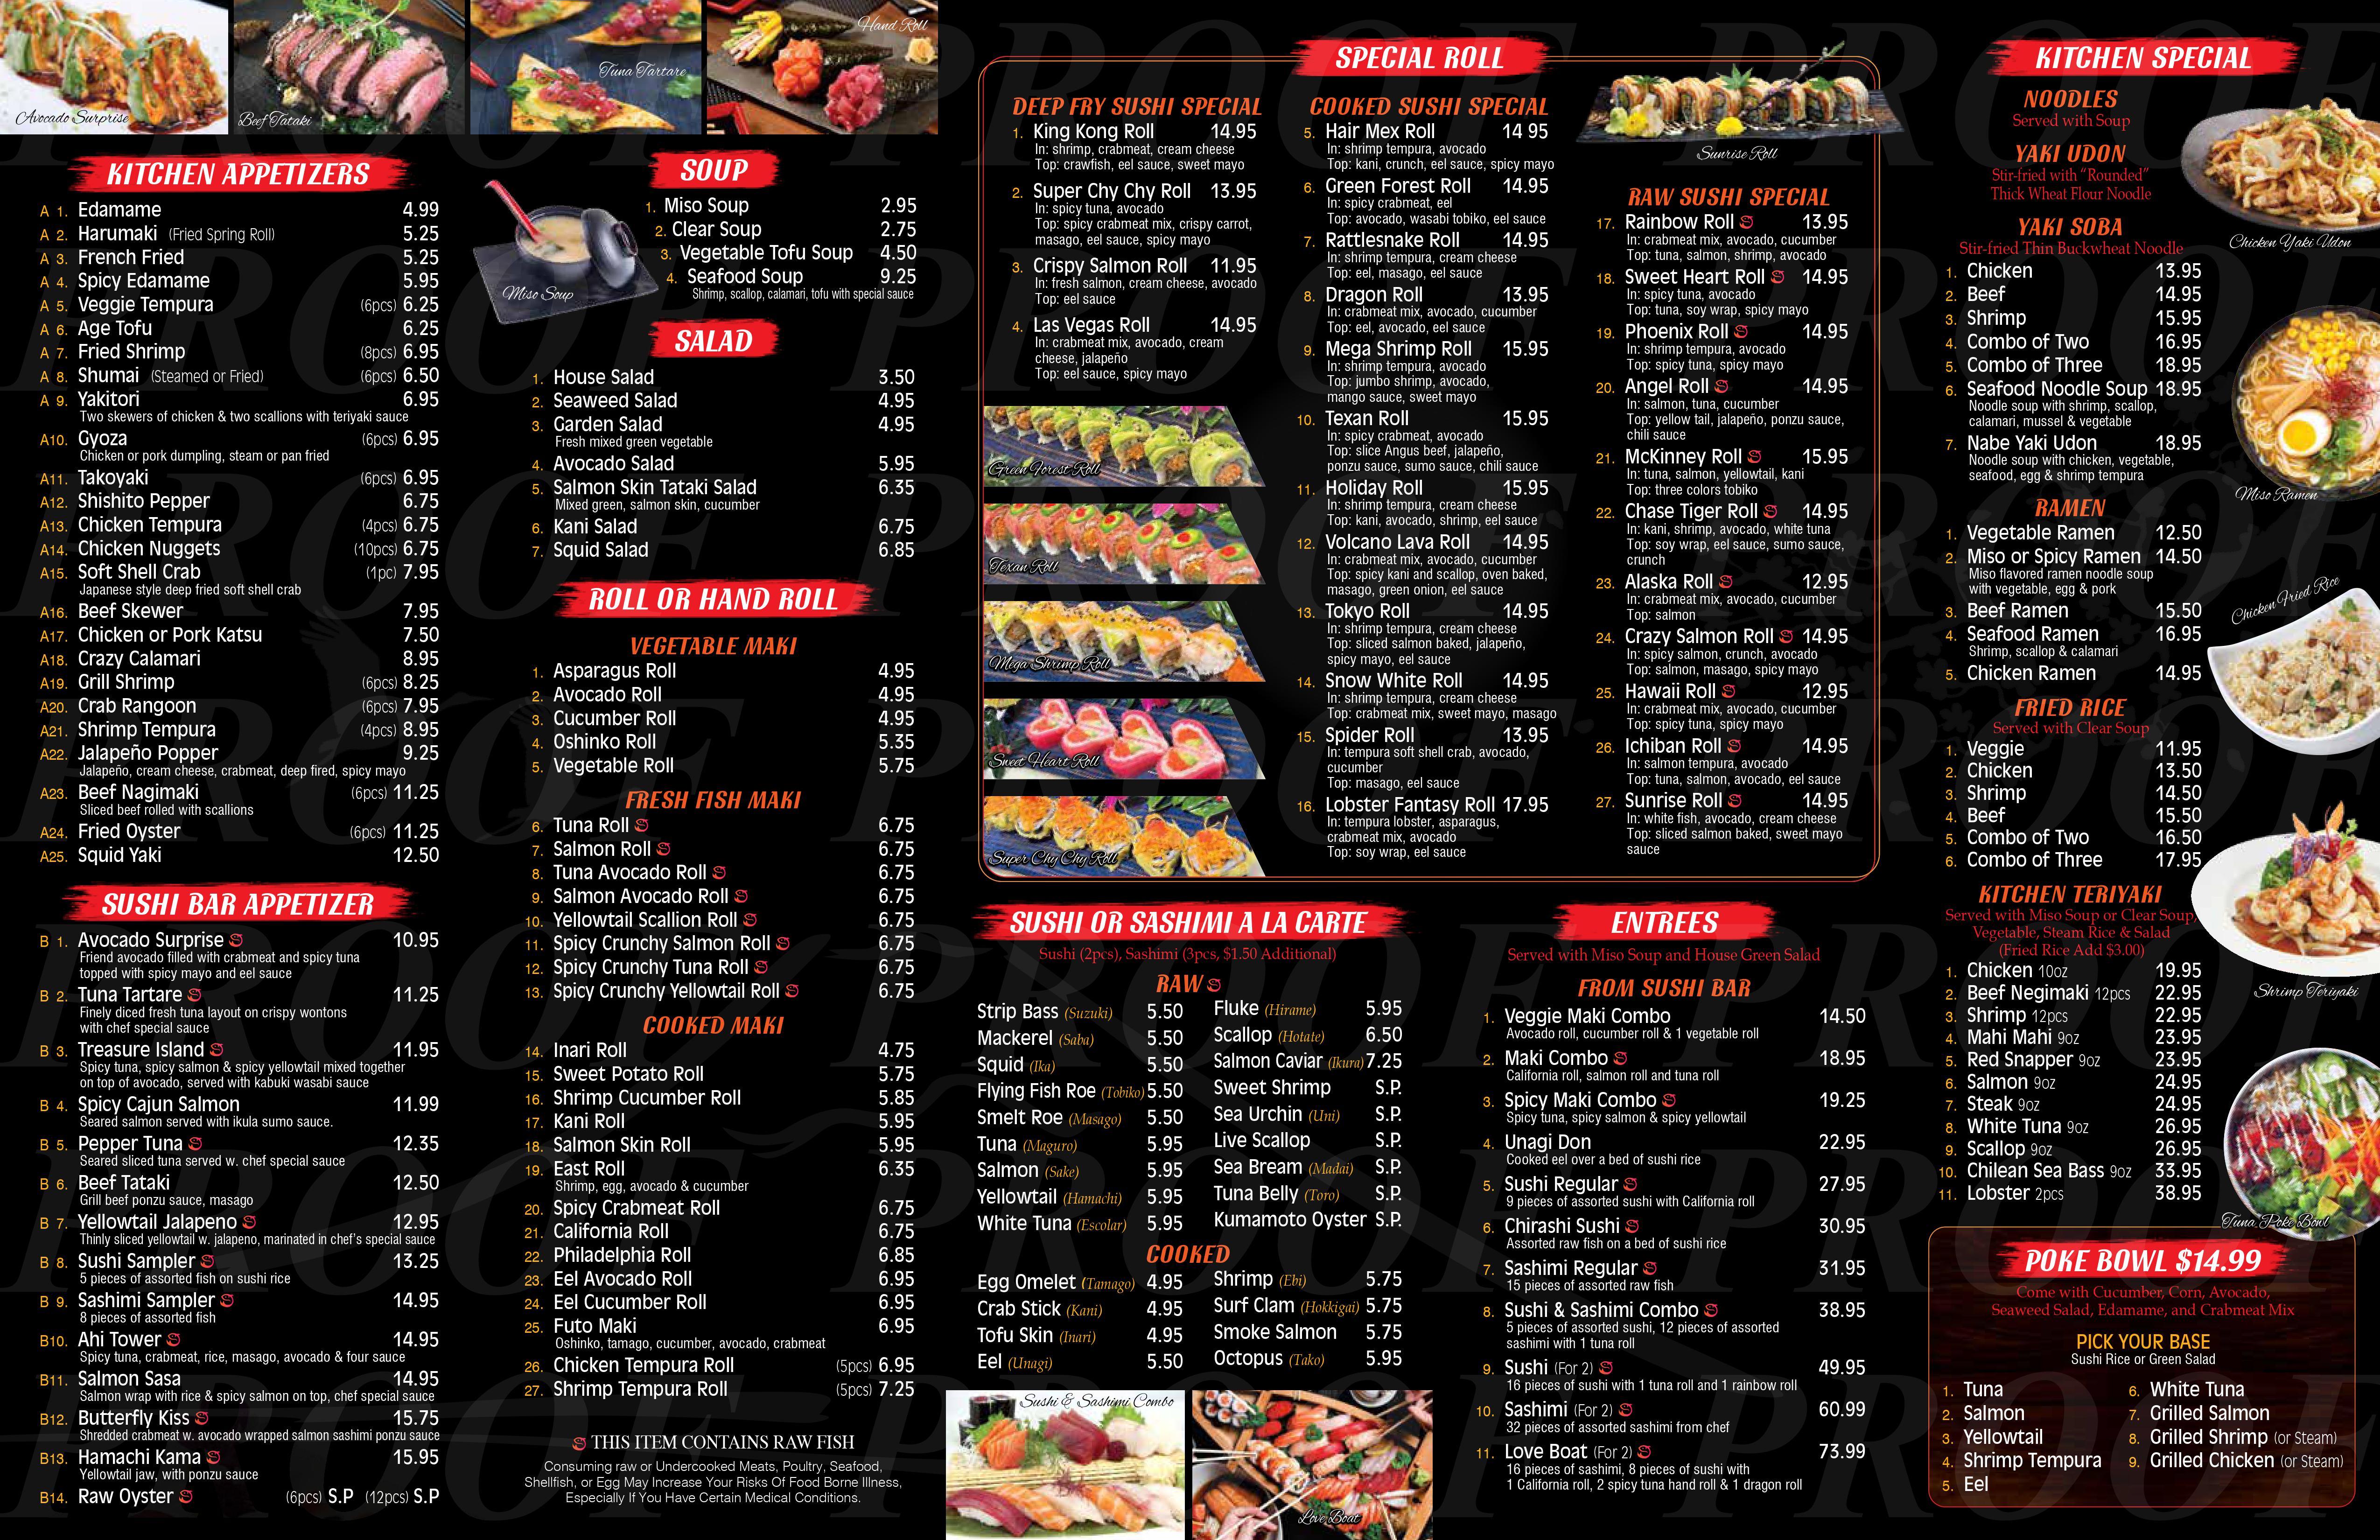 Avocado Surprise
Beef Tataki
Tuna Tartare
Hand Roll
KITCHEN APPETIZERS
A 1. Edamame 4.99
A 2. Harumaki (Fried Spring Roll) 5.25
A 3. French Fried 5.25
A 4. Spicy Edamame 5.95
A 5. Veggie Tempura (6pcs) 6.25
A 6. Age Tofu 6.25
A 7. Fried Shrimp (8pcs) 6.95
A 8. Shumai (Steamed or Fried) (6pcs) 6.50
A 9. Yakitori 6.95
Two skewers of chicken & two scallions with teriyaki sauce
A10. Gyoza (6pcs) 6.95
Chicken or pork dumpling, steam or pan fried
A11. Takoyaki (6pcs) 6.95
A12. Shishito Pepper 6.75
A13. Chicken Tempura (4pcs) 6.75
A14. Chicken Nuggets (10pcs) 6.75
A15. Soft Shell Crab (1pc) 7.95
Japanese style deep fried soft shell crab
A16. Beef Skewer 7.95
A17. Chicken or Pork Katsu 7.50
A18. Crazy Calamari 8.95
A19. Grill Shrimp (6pcs) 8.25
A20. Crab Rangoon (6pcs) 7.95
A21. Shrimp Tempura (4pcs) 8.95
A22. Jalapeño Popper 9.25
Jalapeño, cream cheese, crabmeat, deep fired, spicy mayo
A23. Beef Nagimaki (6pcs) 11.25
Sliced beef rolled with scallions
A24. Fried Oyster (6pcs) 11.25
A25. Squid Yaki 12.50
SUSHI BAR APPETIZER
B 1. Avocado Surprise 10.95
Friend avocado filled with crabmeat and spicy tuna
topped with spicy mayo and eel sauce
B 2. Tuna Tartare 11.25
Finely diced fresh tuna layout on crispy wontons
with chef special sauce
B 3. Treasure Island 11.95
Spicy tuna, spicy salmon & spicy yellowtail mixed together
on top of avocado, served with kabuki wasabi sauce
B 4. Spicy Cajun Salmon 11.99
Seared salmon served with ikula sumo sauce.
B 5. Pepper Tuna 12.35
Seared sliced tuna served w. chef special sauce
B 6. Beef Tataki 12.50
Grill beef ponzu sauce, masago
B 7. Yellowtail Jalapeno 12.95
Thinly sliced yellowtail w. jalapeno, marinated in chef's special sauce
B 8. Sushi Sampler 13.25
5 pieces of assorted fish on sushi rice
B 9. Sashimi Sampler 14.95
8 pieces of assorted fish
B10. Ahi Tower 14.95
Spicy tuna, crabmeat, rice, masago, avocado & four sauce
B11. Salmon Sasa 14.95
Salmon wrap with rice & spicy salmon on top, chef special sauce
B12. Butterfly Kiss 15.75
Shredded crabmeat w. avocado wrapped salmon sashimi ponzu sauce
B13. Hamachi Kama 15.95
Yellowtail jaw, with ponzu sauce
B14. Raw Oyster (6pcs) S.P (12pcs) S.P
SOUP
1. Miso Soup 2.95
2. Clear Soup 2.75
3. Vegetable Tofu Soup 4.50
4. Seafood Soup 9.25
Shrimp, scallop, calamari, tofu with special sauce
Miso Soup
SALAD
1. House Salad 3.50
2. Seaweed Salad 4.95
3. Garden Salad 4.95
Fresh mixed green vegetable
4. Avocado Salad 5.95
5. Salmon Skin Tataki Salad 6.35
Mixed green, salmon skin, cucumber
6. Kani Salad 6.75
7. Squid Salad 6.85
ROLL OR HAND ROLL
VEGETABLE MAKI
1. Asparagus Roll 4.95
2. Avocado Roll 4.95
3. Cucumber Roll 4.95
4. Oshinko Roll 5.35
5. Vegetable Roll 5.75
FRESH FISH MAKI
6. Tuna Roll 6.75
7. Salmon Roll 6.75
8. Tuna Avocado Roll 6.75
9. Salmon Avocado Roll 6.75
10. Yellowtail Scallion Roll 6.75
11. Spicy Crunchy Salmon Roll 6.75
12. Spicy Crunchy Tuna Roll 6.75
13. Spicy Crunchy Yellowtail Roll 6.75
COOKED MAKI
14. Inari Roll 4.75
15. Sweet Potato Roll 5.75
16. Shrimp Cucumber Roll 5.85
17. Kani Roll 5.95
18. Salmon Skin Roll 5.95
19. East Roll 6.35
Shrimp, egg, avocado & cucumber
20. Spicy Crabmeat Roll 6.75
21. California Roll 6.75
22. Philadelphia Roll 6.85
23. Eel Avocado Roll 6.95
24. Eel Cucumber Roll 6.95
25. Futo Maki 6.95
Oshinko, tamago, cucumber, avocado, crabmeat
26. Chicken Tempura Roll (5pcs) 6.95
27. Shrimp Tempura Roll (5pcs) 7.25
THIS ITEM CONTAINS RAW FISH
Consuming raw or Undercooked Meats, Poultry, Seafood,
Shellfish, or Egg May Increase Your Risks Of Food Borne Illness,
Especially If You Have Certain Medical Conditions.
SPECIAL ROLL
DEEP FRY SUSHI SPECIAL
1. King Kong Roll 14.95
In: shrimp, crabmeat, cream cheese
Top: crawfish, eel sauce, sweet mayo
2. Super Chy Chy Roll 13.95
In: spicy tuna, avocado
Top: spicy crabmeat mix, crispy carrot,
masago, eel sauce, spicy mayo
3. Crispy Salmon Roll 11.95
In: fresh salmon, cream cheese, avocado
Top: eel sauce
4. Las Vegas Roll 14.95
In: crabmeat mix, avocado, cream
cheese, jalapeño
Top: eel sauce, spicy mayo
Green Forest Roll
Texan Roll
Mega Shrimp Roll
Sweet Heart Roll
Super Chy Chy Roll
COOKED SUSHI SPECIAL
5. Hair Mex Roll 14 95
In: shrimp tempura, avocado
Top: kani, crunch, eel sauce, spicy mayo
6. Green Forest Roll 14.95
In: spicy crabmeat, eel
Top: avocado, wasabi tobiko, eel sauce
7. Rattlesnake Roll 14.95
In: shrimp tempura, cream cheese
Top: eel, masago, eel sauce
8. Dragon Roll 13.95
In: crabmeat mix, avocado, cucumber
Top: eel, avocado, eel sauce
9. Mega Shrimp Roll 15.95
In: shrimp tempura, avocado
Top: jumbo shrimp, avocado,
mango sauce, sweet mayo
10. Texan Roll 15.95
In: spicy crabmeat, avocado
Top: slice Angus beef, jalapeño,
ponzu sauce, sumo sauce, chili sauce
11. Holiday Roll 15.95
In: shrimp tempura, cream cheese
Top: kani, avocado, shrimp, eel sauce
12. Volcano Lava Roll 14.95
In: crabmeat mix, avocado, cucumber
Top: spicy kani and scallop, oven baked,
masago, green onion, eel sauce
13. Tokyo Roll 14.95
In: shrimp tempura, cream cheese
Top: sliced salmon baked, jalapeño,
spicy mayo, eel sauce
14. Snow White Roll 14.95
In: shrimp tempura, cream cheese
Top: crabmeat mix, sweet mayo, masago
15. Spider Roll 13.95
In: tempura soft shell crab, avocado,
cucumber
Top: masago, eel sauce
16. Lobster Fantasy Roll 17.95
In: tempura lobster, asparagus,
crabmeat mix, avocado
Top: soy wrap, eel sauce
Sunrise Roll
RAW SUSHI SPECIAL
17. Rainbow Roll 13.95
In: crabmeat mix, avocado, cucumber
Top: tuna, salmon, shrimp, avocado
18. Sweet Heart Roll 14.95
In: spicy tuna, avocado
Top: tuna, soy wrap, spicy mayo
19. Phoenix Roll 14.95
In: shrimp tempura, avocado
Top: spicy tuna, spicy mayo
20. Angel Roll 14.95
In: salmon, tuna, cucumber
Top: yellow tail, jalapeño, ponzu sauce,
chili sauce
21. McKinney Roll 15.95
In: tuna, salmon, yellowtail, kani
Top: three colors tobiko
22. Chase Tiger Roll 14.95
In: kani, shrimp, avocado, white tuna
Top: soy wrap, eel sauce, sumo sauce,
crunch
23. Alaska Roll 12.95
In: crabmeat mix, avocado, cucumber
Top: salmon
24. Crazy Salmon Roll 14.95
In: spicy salmon, crunch, avocado
Top: salmon, masago, spicy mayo
25. Hawaii Roll 12.95
In: crabmeat mix, avocado, cucumber
Top: spicy tuna, spicy mayo
26. Ichiban Roll 14.95
In: salmon tempura, avocado
Top: tuna, salmon, avocado, eel sauce
27. Sunrise Roll 14.95
In: white fish, avocado, cream cheese
Top: sliced salmon baked, sweet mayo
sauce
SUSHI OR SASHIMI A LA CARTE
Sushi (2pcs), Sashimi (3pcs, $1.50 Additional)
RAW
Strip Bass (Suzuki) 5.50
Mackerel (Saba) 5.50
Squid (Ika) 5.50
Flying Fish Roe (Tobiko) 5.50
Smelt Roe (Masago) 5.50
Tuna (Maguro) 5.95
Salmon (Sake) 5.95
Yellowtail (Hamachi) 5.95
White Tuna (Escolar) 5.95
Fluke (Hirame) 5.95
Scallop (Hotate) 6.50
Salmon Caviar (Ikura) 7.25
Sweet Shrimp S.P.
Sea Urchin (Uni) S.P.
Live Scallop S.P.
Sea Bream (Madai) S.P.
Tuna Belly (Toro) S.P.
Kumamoto Oyster S.P.
COOKED
Egg Omelet (Tamago) 4.95
Crab Stick (Kani) 4.95
Tofu Skin (Inari) 4.95
Eel (Unagi) 5.50
Shrimp (Ebi) 5.75
Surf Clam (Hokkigai) 5.75
Smoke Salmon 5.75
Octopus (Tako) 5.95
Sushi & Sashimi Combo
Love Boat
ENTREES
Served with Miso Soup and House Green Salad
FROM SUSHI BAR
1. Veggie Maki Combo 14.50
Avocado roll, cucumber roll & 1 vegetable roll
2. Maki Combo 18.95
California roll, salmon roll and tuna roll
3. Spicy Maki Combo 19.25
Spicy tuna, spicy salmon & spicy yellowtail
4. Unagi Don 22.95
Cooked eel over a bed of sushi rice
5. Sushi Regular 27.95
9 pieces of assorted sushi with California roll
6. Chirashi Sushi 30.95
Assorted raw fish on a bed of sushi rice
7. Sashimi Regular 31.95
15 pieces of assorted raw fish
8. Sushi & Sashimi Combo 38.95
5 pieces of assorted sushi, 12 pieces of assorted
sashimi with 1 tuna roll
9. Sushi (For 2) 49.95
16 pieces of sushi with 1 tuna roll and 1 rainbow roll
10. Sashimi (For 2) 60.99
32 pieces of assorted sashimi from chef
11. Love Boat (For 2) 73.99
16 pieces of sashimi, 8 pieces of sushi with
1 California roll, 2 spicy tuna hand roll & 1 dragon roll
KITCHEN SPECIAL
NOODLES
Served with Soup
YAKI UDON
Stir-fried with "Rounded"
Thick Wheat Flour Noodle
YAKI SOBA
Stir-fried Thin Buckwheat Noodle
1. Chicken 13.95
2. Beef 14.95
3. Shrimp 15.95
4. Combo of Two 16.95
5. Combo of Three 18.95
6. Seafood Noodle Soup 18.95
Noodle soup with shrimp, scallop,
calamari, mussel & vegetable
7. Nabe Yaki Udon 18.95
Noodle soup with chicken, vegetable,
seafood, egg & shrimp tempura
Chicken Yaki Udon
Miso Ramen
RAMEN
1. Vegetable Ramen 12.50
2. Miso or Spicy Ramen 14.50
Miso flavored ramen noodle soup
with vegetable, egg & pork
3. Beef Ramen 15.50
4. Seafood Ramen 16.95
Shrimp, scallop & calamari
5. Chicken Ramen 14.95
Chicken Fried Rice
FRIED RICE
Served with Clear Soup
1. Veggie 11.95
2. Chicken 13.50
3. Shrimp 14.50
4. Beef 15.50
5. Combo of Two 16.50
6. Combo of Three 17.95
KITCHEN TERIYAKI
Served with Miso Soup or Clear Soup,
Vegetable, Steam Rice & Salad
(Fried Rice Add $3.00)
1. Chicken 10oz 19.95
2. Beef Negimaki 12pcs 22.95
3. Shrimp 12pcs 22.95
4. Mahi Mahi 9oz 23.95
5. Red Snapper 9oz 23.95
6. Salmon 9oz 24.95
7. Steak 9oz 24.95
8. White Tuna 9oz 26.95
9. Scallop 9oz 26.95
10. Chilean Sea Bass 9oz 33.95
11. Lobster 2pcs 38.95
Shrimp Teriyaki
Tuna Poke Bowl
POKE BOWL $14.99
Come with Cucumber, Corn, Avocado,
Seaweed Salad, Edamame, and Crabmeat Mix
PICK YOUR BASE
Sushi Rice or Green Salad
1. Tuna
2. Salmon
3. Yellowtail
4. Shrimp Tempura
5. Eel
6. White Tuna
7. Grilled Salmon
8. Grilled Shrimp (or Steam)
9. Grilled Chicken (or Steam)
PROOF